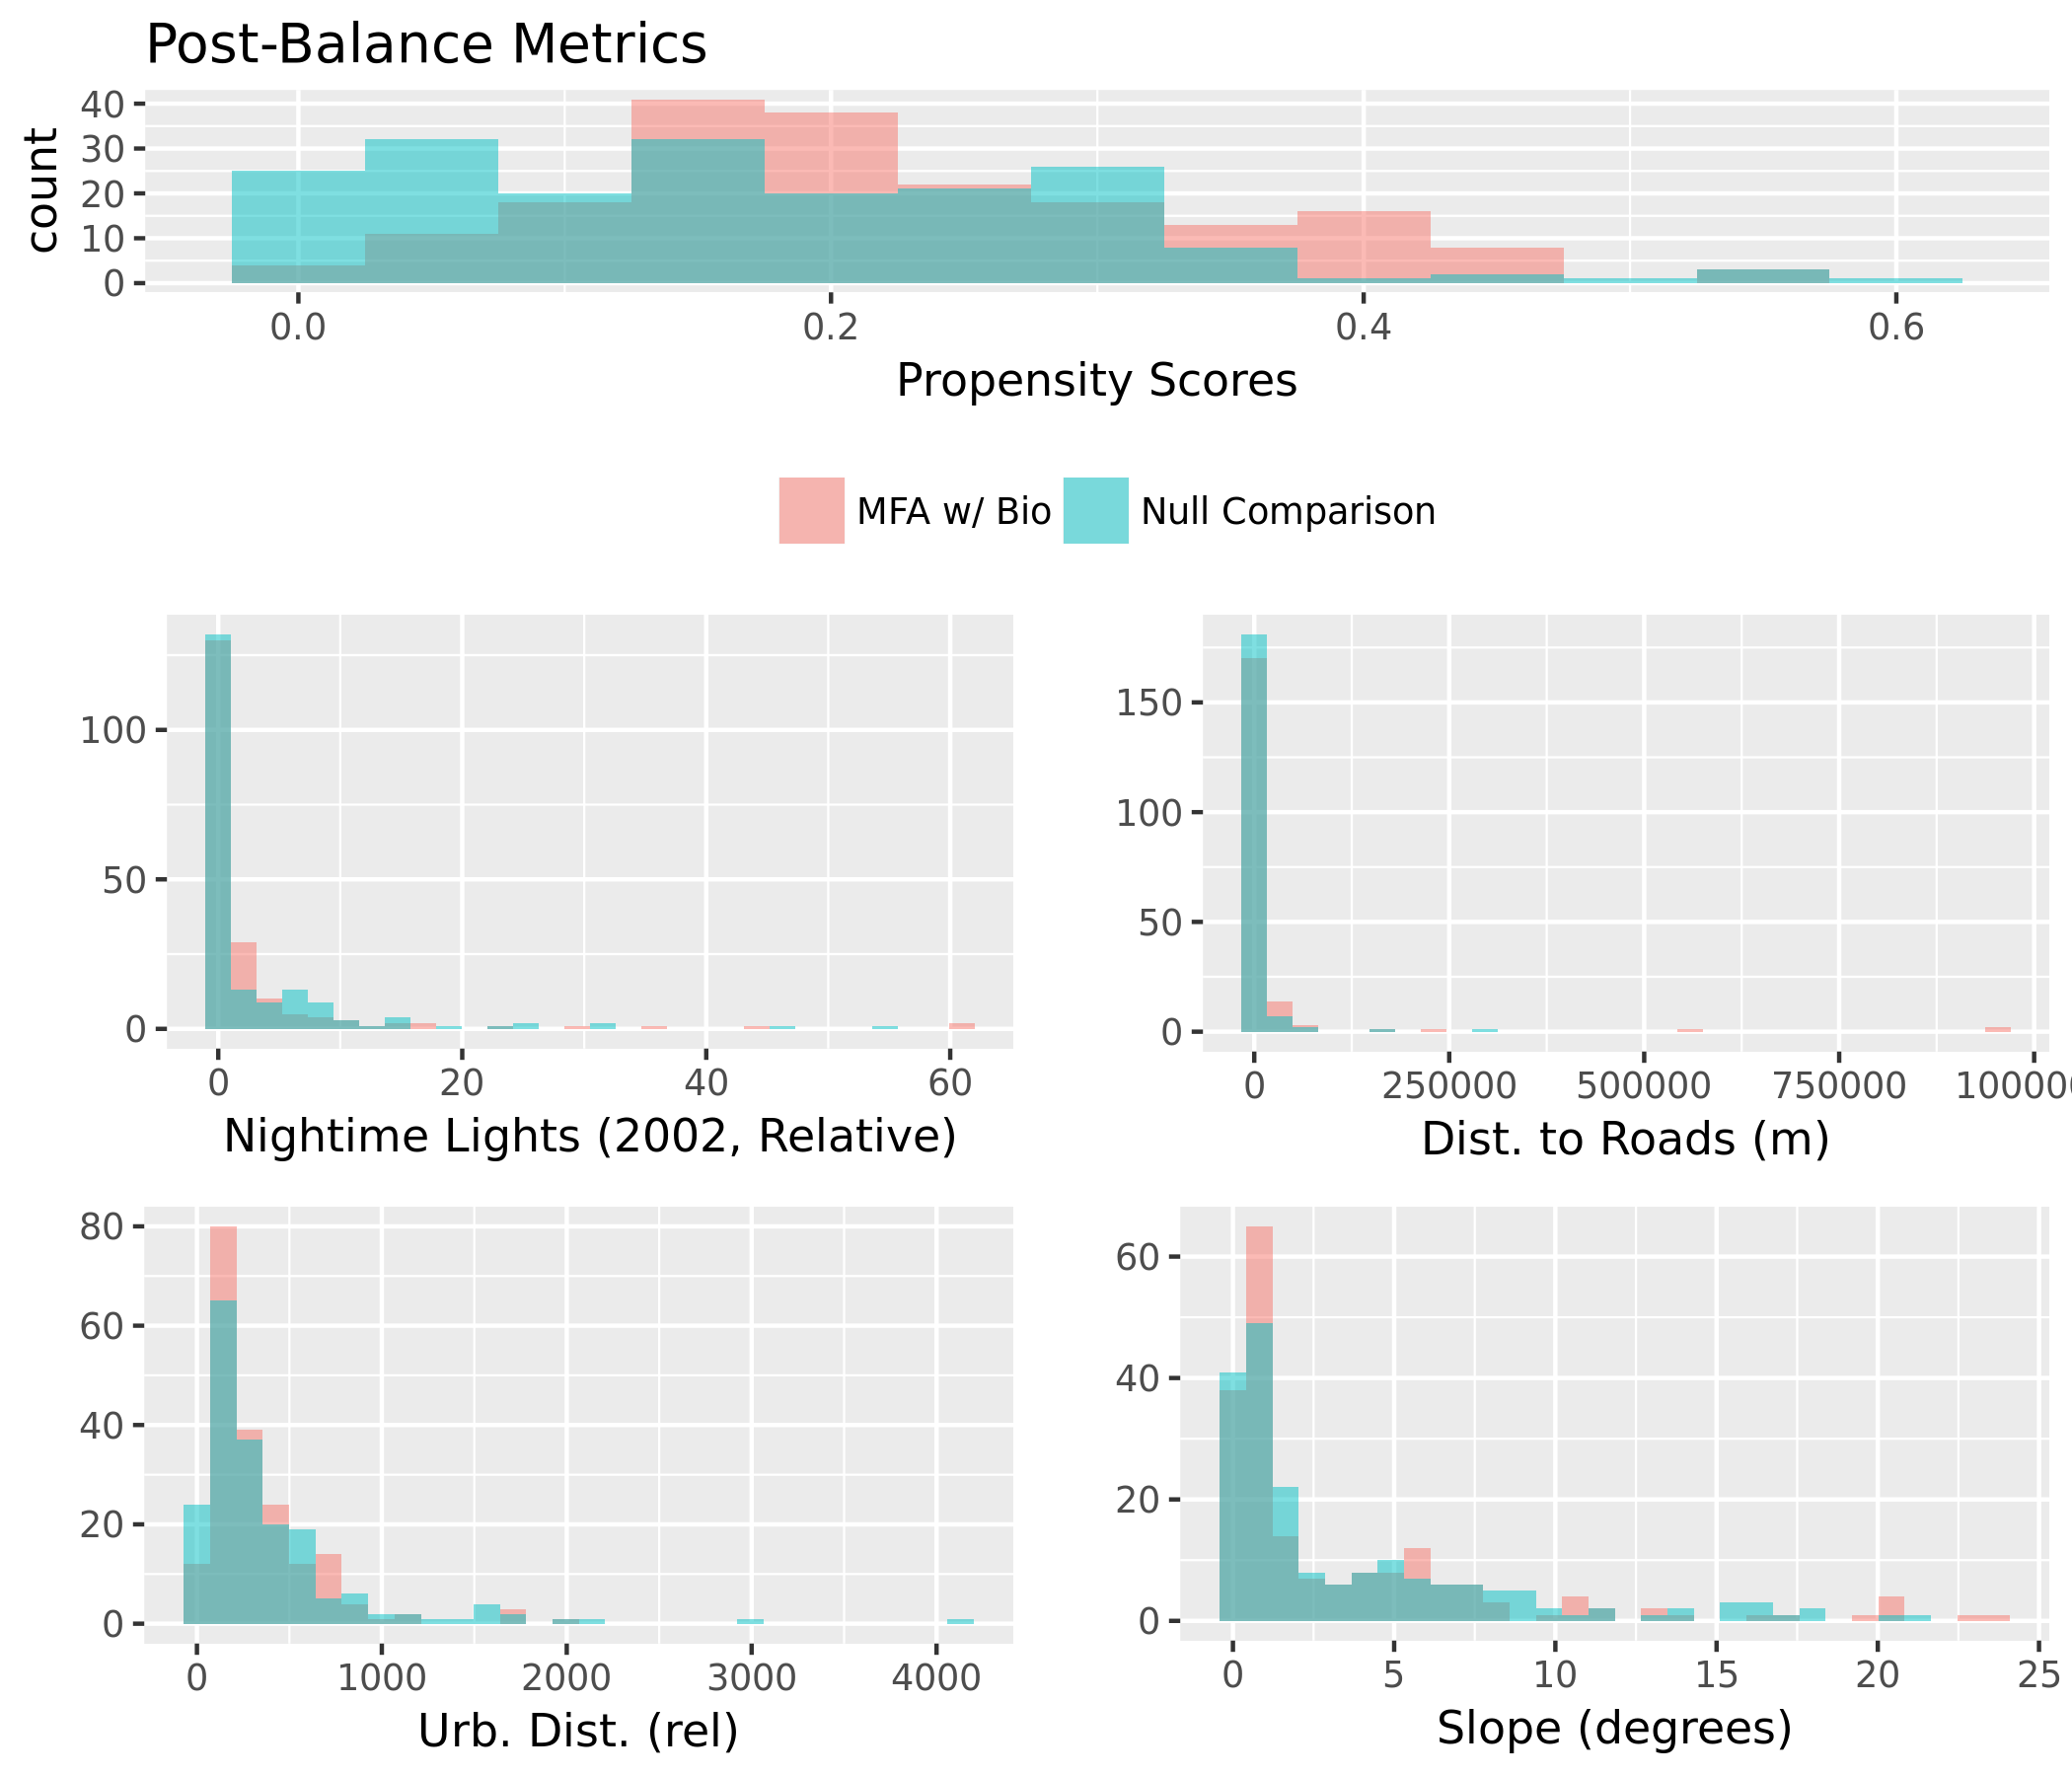 Post-Balance Metrics
count
40
30
20
10
0
0.0 0.2 0.4 0.6
Propensity Scores
MFA w/ Bio Null Comparison
100
50
0
0 20 40 60
Nightime Lights (2002, Relative)
150
100
50
0
0 250000 500000 750000 100000
Dist. to Roads (m)
80
60
40
20
0
0 1000 2000 3000 4000
Urb. Dist. (rel)
60
40
20
0
0 5 10 15 20 25
Slope (degrees)